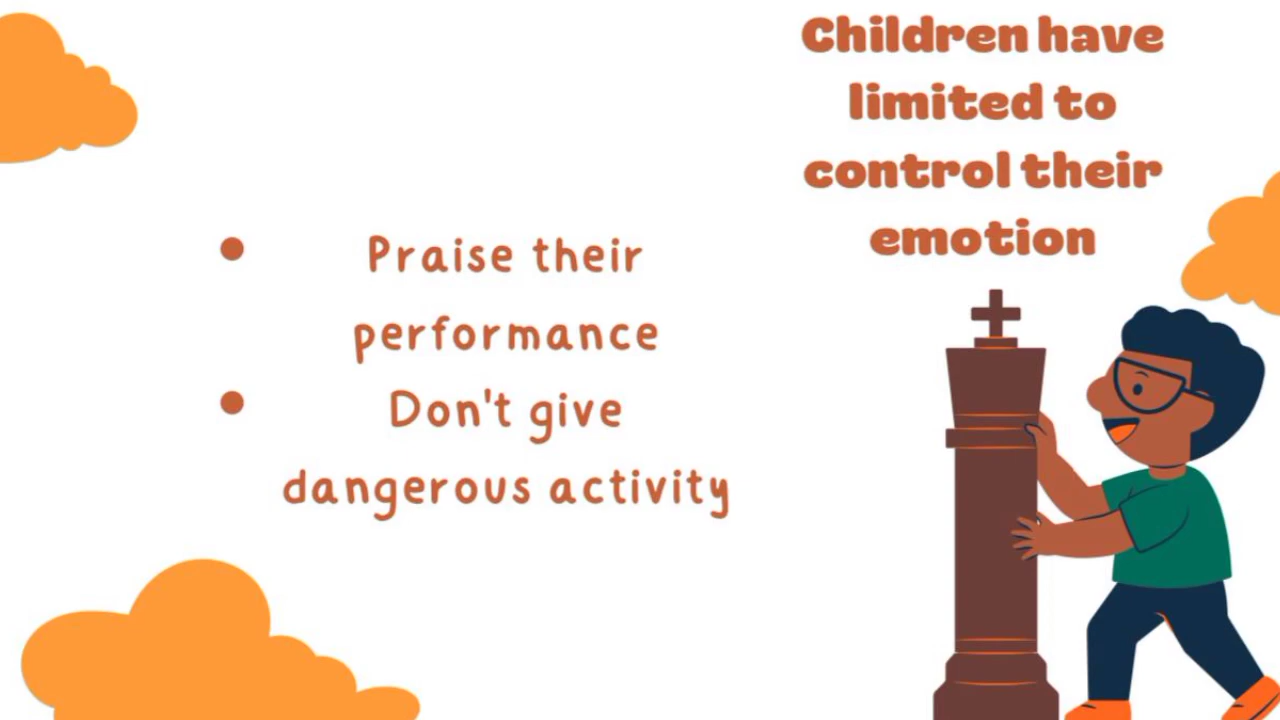 Children have
limited to
control their
emotion
• Praise their
performance
• Don't give
dangerous activity